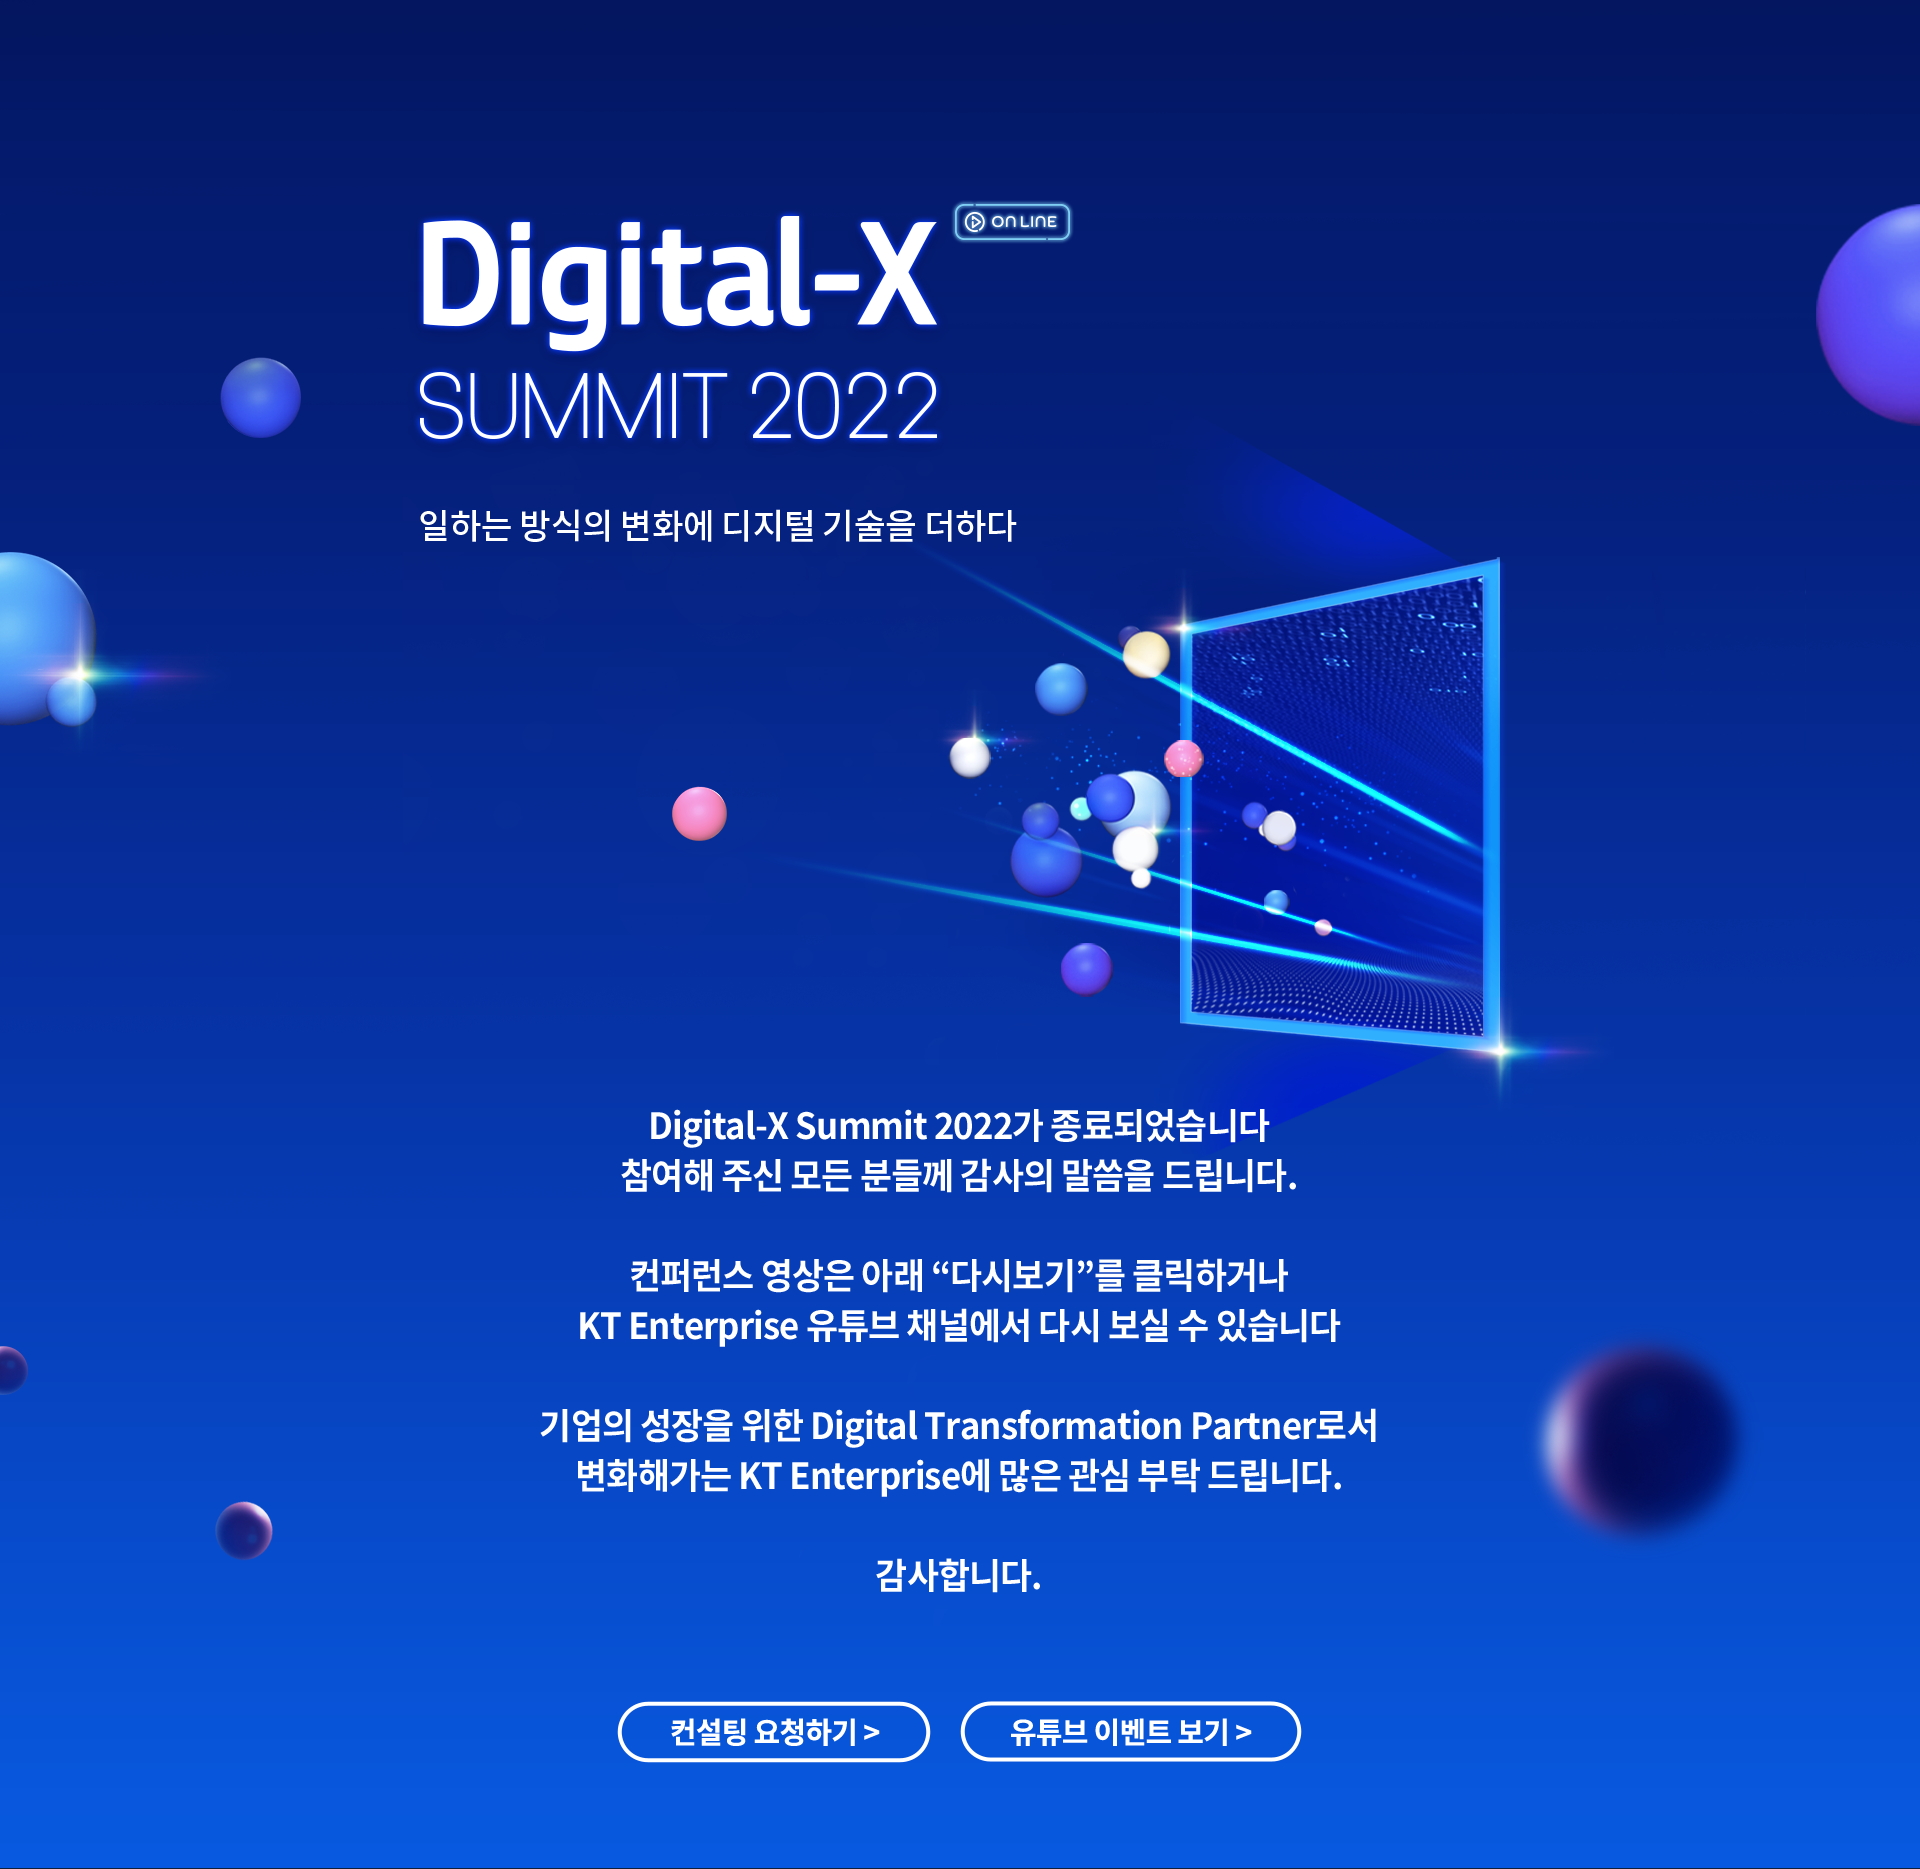 Digital-X
ONLINE
SUMMIT 2022
일하는 방식의 변화에 디지털 기술을 더하다
Digital-X Summit 2022가 종료되었습니다
참여해 주신 모든 분들께 감사의 말씀을 드립니다.
컨퍼런스 영상은 아래 “다시보기”를 클릭하거나
KT Enterprise 유튜브 채널에서 다시 보실 수 있습니다
기업의 성장을 위한 Digital Transformation Partner로서
변화해가는 KT Enterprise에 많은 관심 부탁 드립니다.
감사합니다.
컨설팅 요청하기 >
유튜브 이벤트 보기 >